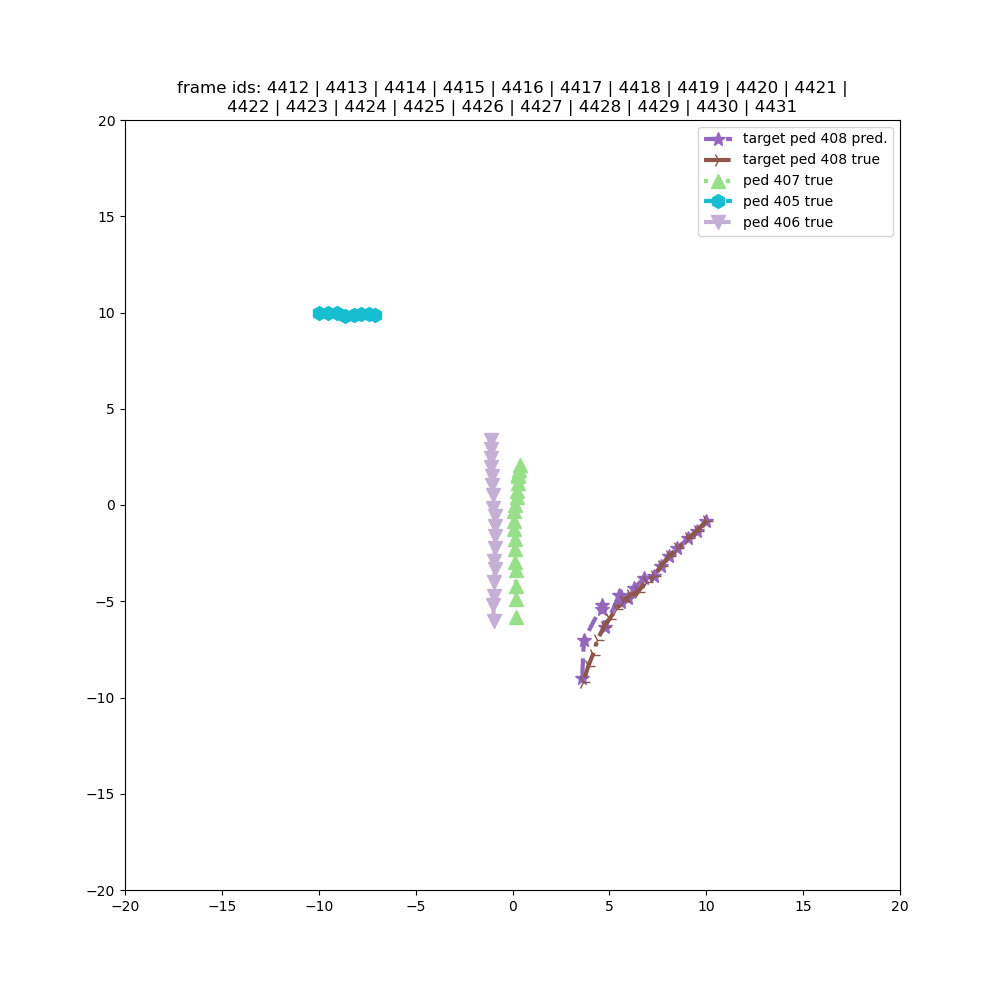 frame ids: 4412 | 4413 | 4414 | 4415 | 4416 | 4417 | 4418 | 4419 | 4420 | 4421 |
4422 | 4423 | 4424 | 4425 | 4426 | 4427 | 4428 | 4429 | 4430 | 4431
target ped 408 pred.
target ped 408 true
ped 407 true
ped 405 true
ped 406 true
20
15
10
5
0
−5
−10
−15
−20
−20
−15
−10
−5
0
5
10
15
20